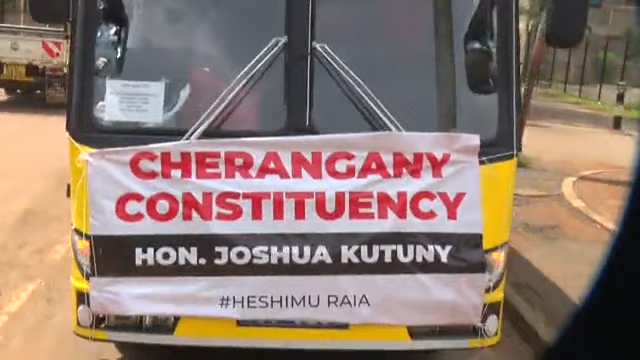 CHERANGANY
CONSTITUENCY
HON. JOSHUA KUTUNY
#HESHIMU RAIA